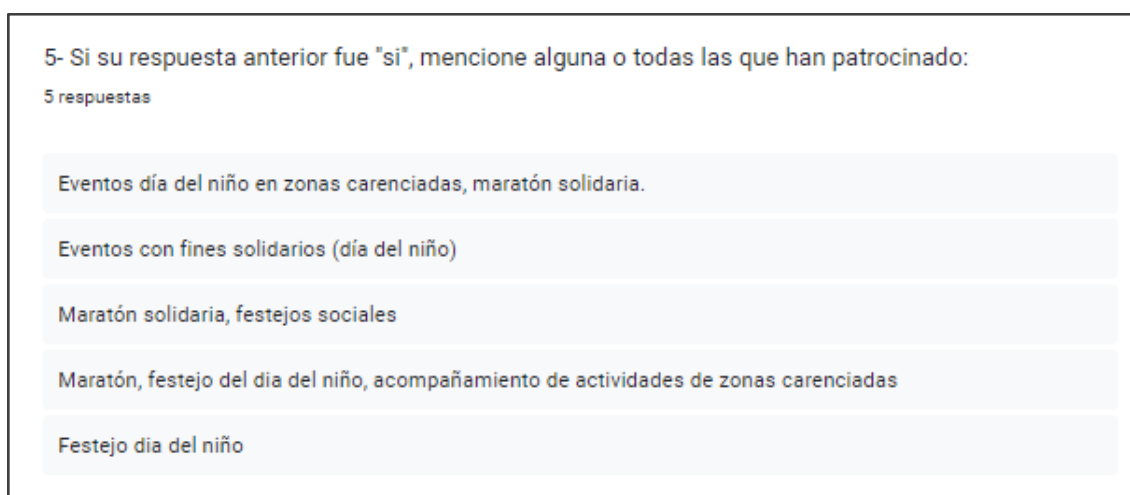 5- Si su respuesta anterior fue "si", mencione alguna o todas las que han patrocinado:
5 respuestas
Eventos día del niño en zonas carenciadas, maratón solidaria.
Eventos con fines solidarios (día del niño)
Maratón solidaria, festejos sociales
Maratón, festejo del dia del niño, acompañamiento de actividades de zonas carenciadas
Festejo dia del niño